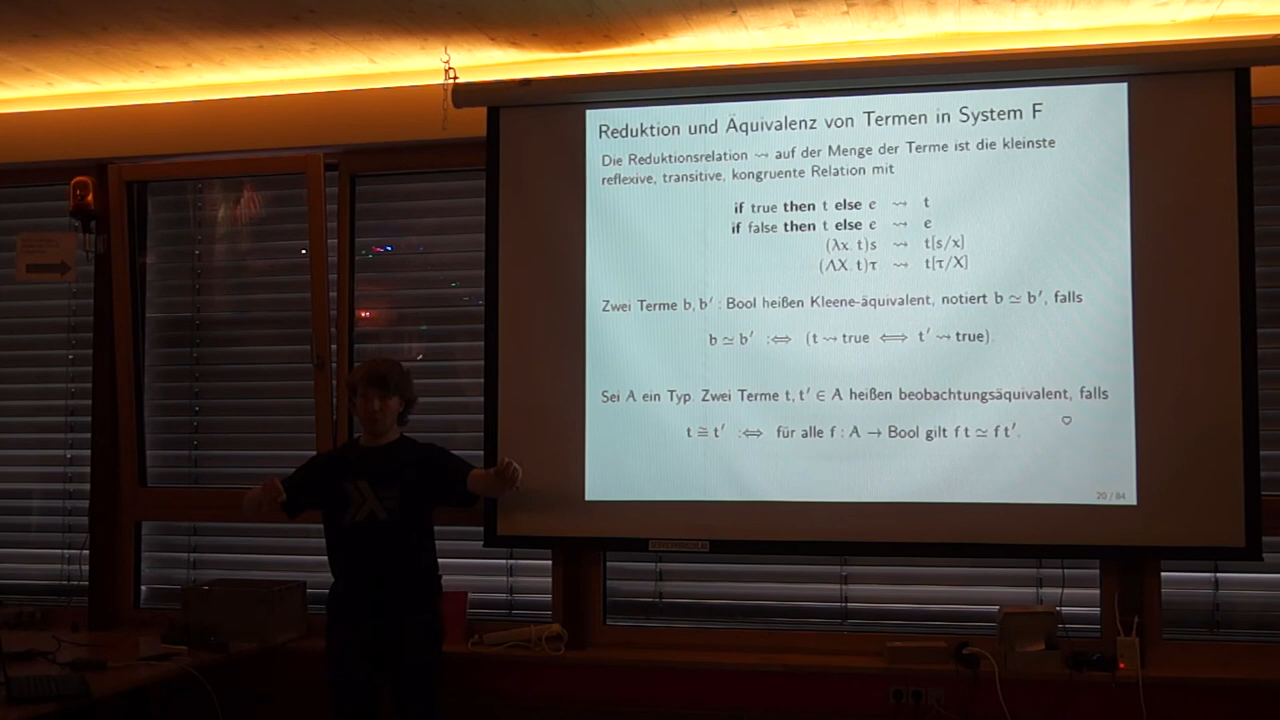 Reduktion und Äquivalenz von Termen in System F
Die Reduktionsrelation ⇝ auf der Menge der Terme ist die kleinste
reflexive, transitive, kongruente Relation mit
if true then t else e ⇝ t
if false then t else e ⇝ e
(λx. t)s ⇝ t[s/x]
(ΛX. t)τ ⇝ t[τ/X]
Zwei Terme b, b′ : Bool heißen Kleene-äquivalent, notiert b ≃ b′, falls
b ≃ b′ :⟺ (t ⇝ true ⟺ t′ ⇝ true).
Sei A ein Typ. Zwei Terme t, t′ ∈ A heißen beobachtungsäquivalent, falls
t ≅ t′ :⟺ für alle f : A → Bool gilt f t ≃ f t′.
20 / 84